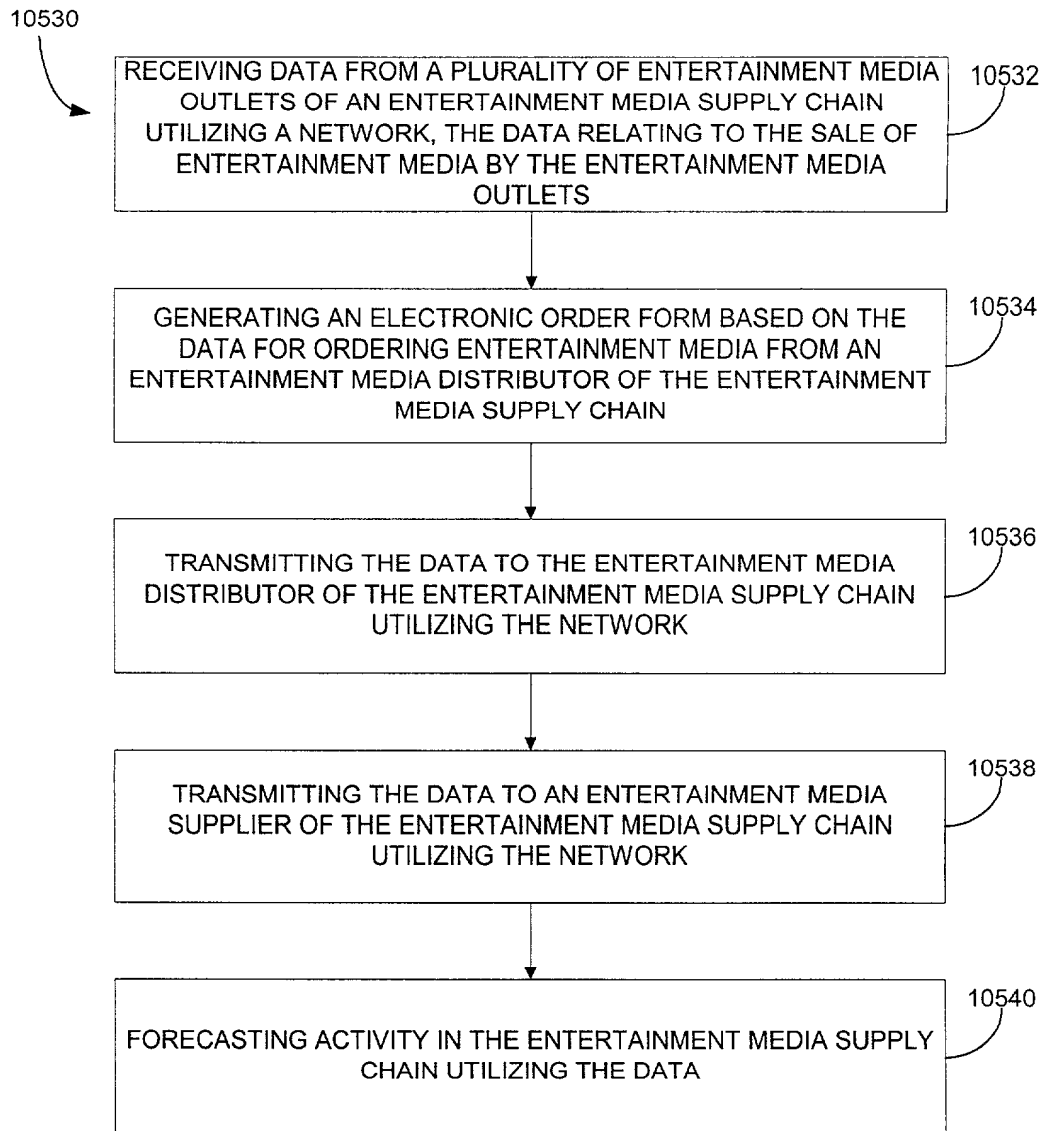 10530
RECEIVING DATA FROM A PLURALITY OF ENTERTAINMENT MEDIA
OUTLETS OF AN ENTERTAINMENT MEDIA SUPPLY CHAIN
UTILIZING A NETWORK, THE DATA RELATING TO THE SALE OF
ENTERTAINMENT MEDIA BY THE ENTERTAINMENT MEDIA
OUTLETS
10532
GENERATING AN ELECTRONIC ORDER FORM BASED ON THE
DATA FOR ORDERING ENTERTAINMENT MEDIA FROM AN
ENTERTAINMENT MEDIA DISTRIBUTOR OF THE ENTERTAINMENT
MEDIA SUPPLY CHAIN
10534
TRANSMITTING THE DATA TO THE ENTERTAINMENT MEDIA
DISTRIBUTOR OF THE ENTERTAINMENT MEDIA SUPPLY CHAIN
UTILIZING THE NETWORK
10536
TRANSMITTING THE DATA TO AN ENTERTAINMENT MEDIA
SUPPLIER OF THE ENTERTAINMENT MEDIA SUPPLY CHAIN
UTILIZING THE NETWORK
10538
FORECASTING ACTIVITY IN THE ENTERTAINMENT MEDIA SUPPLY
CHAIN UTILIZING THE DATA
10540